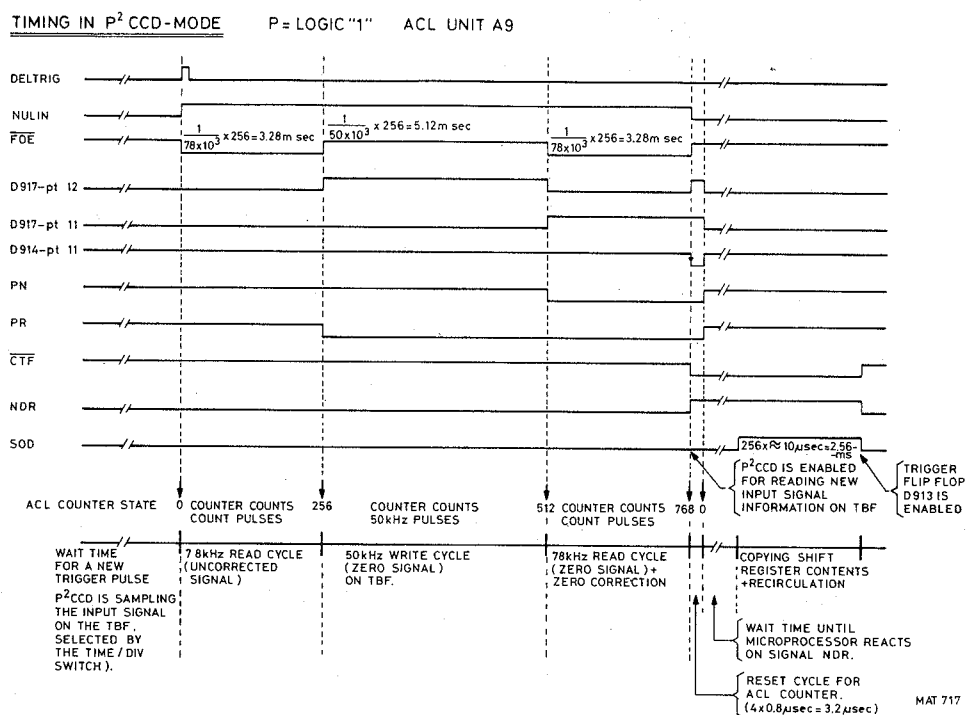 TIMING IN P² CCD-MODE P = LOGIC "1" ACL UNIT A9
DELTRIG
NULIN
FOE
1/78x10³ x 256 = 3.28m sec
1/50x10³ x 256 = 5.12m sec
1/78x10³ x 256 = 3.28m sec
D917-pt 12
D917-pt 11
D914-pt 11
PN
PR
CTF
NDR
SOD
256x ≈ 10µsec = 2.56-
-ms
P²CCD IS ENABLED
FOR READING NEW
INPUT SIGNAL
INFORMATION ON TBF
TRIGGER
FLIP FLOP
D913 IS
ENABLED
ACL COUNTER STATE 0 COUNTER COUNTS 256 COUNTER COUNTS 512 COUNTER COUNTS 768 0
COUNT PULSES 50kHz PULSES COUNT PULSES
WAIT TIME
FOR A NEW
TRIGGER PULSE
P²CCD IS SAMPLING
THE INPUT SIGNAL
ON THE TBF,
SELECTED BY
THE TIME/DIV
SWITCH).
78kHz READ CYCLE
(UNCORRECTED
SIGNAL)
50kHz WRITE CYCLE
(ZERO SIGNAL)
ON TBF.
78kHz READ CYCLE
(ZERO SIGNAL)+
ZERO CORRECTION
COPYING SHIFT
REGISTER CONTENTS
+RECIRCULATION
WAIT TIME UNTIL
MICROPROCESSOR REACTS
ON SIGNAL NDR.
RESET CYCLE FOR
ACL COUNTER.
(4x0.8µsec = 3.2µsec)
MAT 717